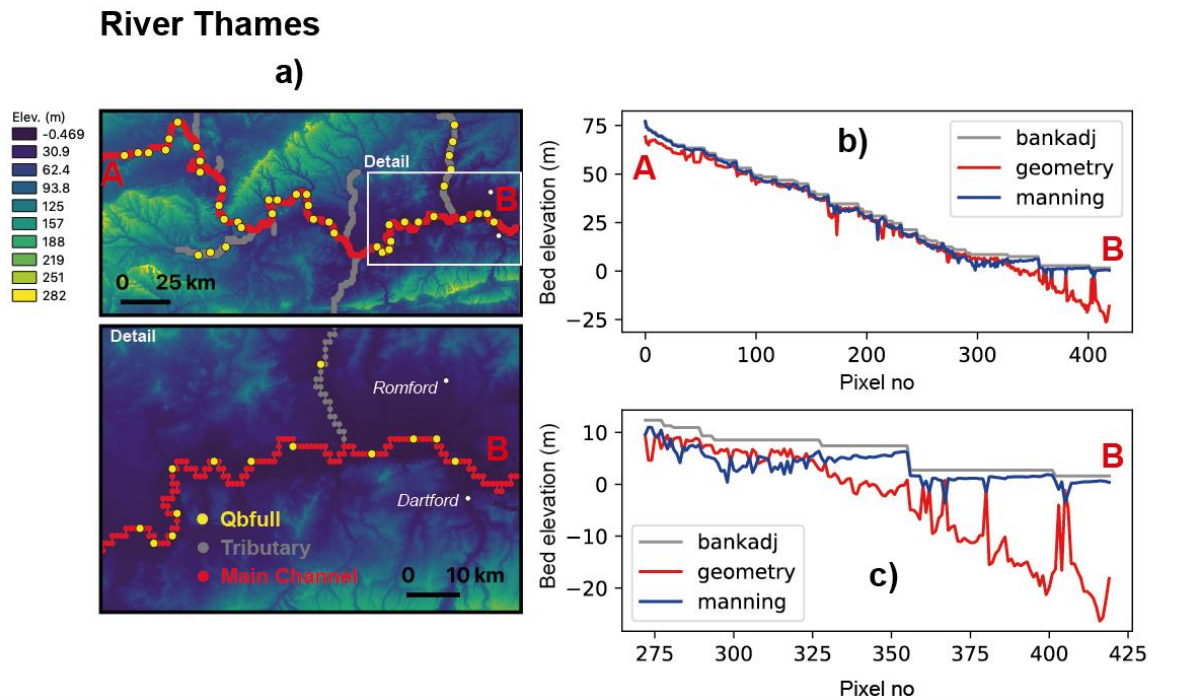 River Thames
a)
Elev. (m)
-0.469
30.9
62.4
93.8
125
157
188
219
251
282
A
Detail
B
0 25 km
Detail
Romford
B
Dartford
Qbfull
Tributary
Main Channel
0 10 km
b)
Bed elevation (m)
75
50
25
0
−25
A
B
bankadj
geometry
manning
0 100 200 300 400
Pixel no
c)
Bed elevation (m)
10
0
−10
−20
B
bankadj
geometry
manning
275 300 325 350 375 400 425
Pixel no